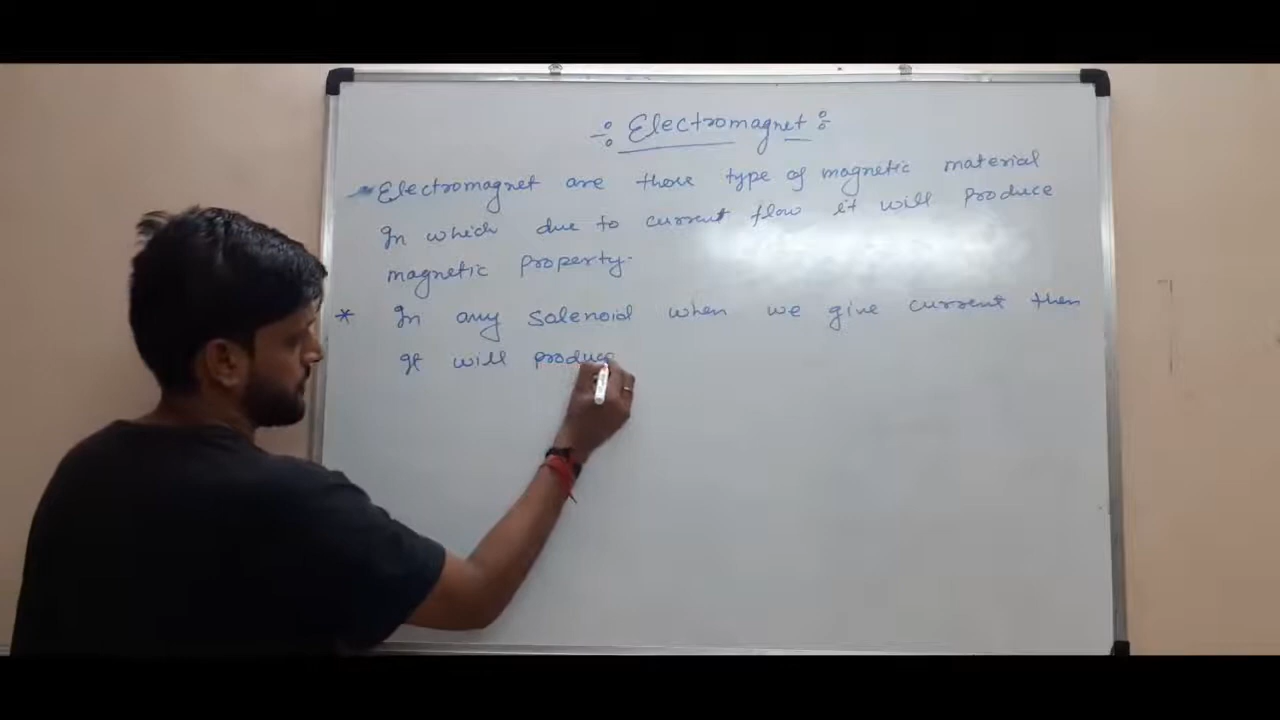 ÷ Electromagnet ÷
Electromagnet are those type of magnetic material
In which due to current flow it will produce
magnetic property.
* In any solenoid when we give current then
It will produce